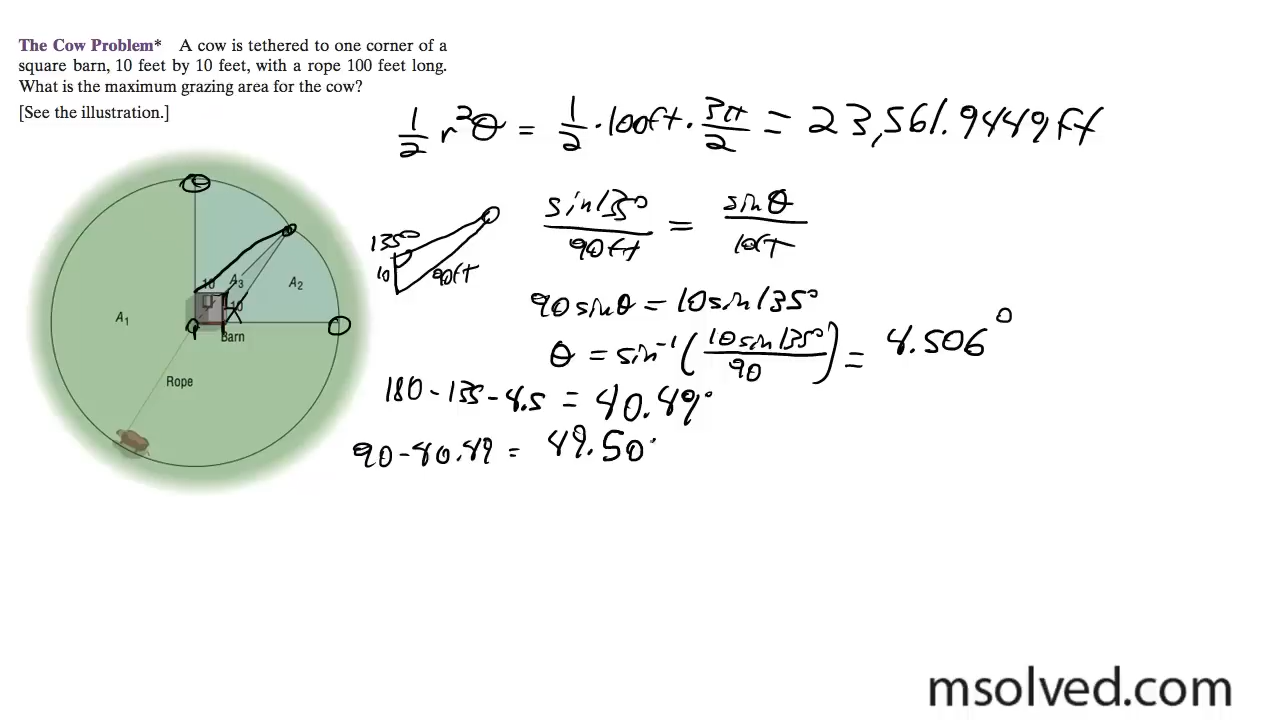 The Cow Problem* A cow is tethered to one corner of a
square barn, 10 feet by 10 feet, with a rope 100 feet long.
What is the maximum grazing area for the cow?
[See the illustration.]
1/2 r²θ = 1/2 · 100ft · 3π/2 = 23,561.9449ft
A₁
A₂
A₃
10
10
Barn
Rope
135°
10
90ft
sin135°/90ft = sinθ/10ft
90sinθ = 10sin135°
θ = sin⁻¹(10sin135°/90) = 4.506°
180 - 135 - 4.5 = 40.49°
90 - 40.49 = 49.50°
msolved.com